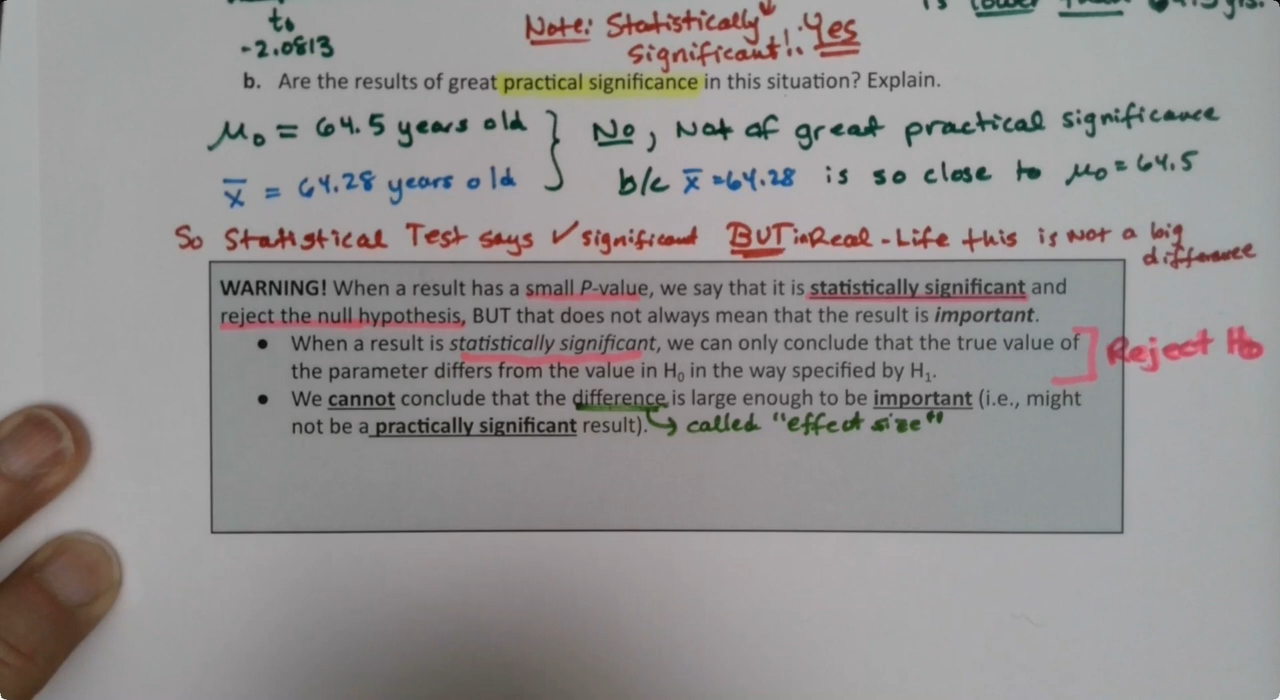 to
-2.0813
is lower than 64.5 yrs.
Note: Statistically
Significant!. Yes
b. Are the results of great practical significance in this situation? Explain.
μ₀ = 64.5 years old } No, Not of great practical significance
x̄ = 64.28 years old b/c x̄ = 64.28 is so close to μ₀ = 64.5
So Statistical Test says ✓ significant BUT in Real-Life this is Not a big
difference
WARNING! When a result has a small P-value, we say that it is statistically significant and
reject the null hypothesis, BUT that does not always mean that the result is important.
• When a result is statistically significant, we can only conclude that the true value of
the parameter differs from the value in H₀ in the way specified by H₁.
] Reject H₀
• We cannot conclude that the difference is large enough to be important (i.e., might
not be a practically significant result). ↳ called "effect size"